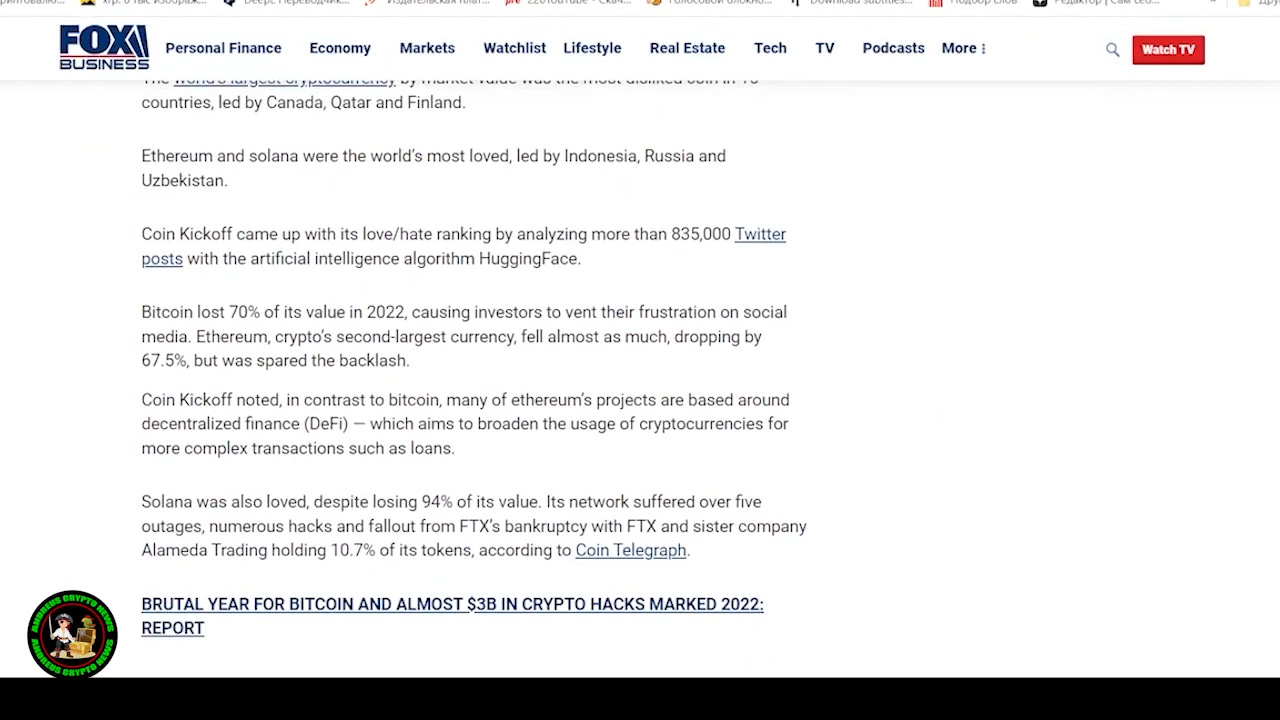 FOX
BUSINESS
Personal Finance Economy Markets Watchlist Lifestyle Real Estate Tech TV Podcasts More Watch TV
countries, led by Canada, Qatar and Finland.
Ethereum and solana were the world's most loved, led by Indonesia, Russia and
Uzbekistan.
Coin Kickoff came up with its love/hate ranking by analyzing more than 835,000 Twitter
posts with the artificial intelligence algorithm HuggingFace.
Bitcoin lost 70% of its value in 2022, causing investors to vent their frustration on social
media. Ethereum, crypto's second-largest currency, fell almost as much, dropping by
67.5%, but was spared the backlash.
Coin Kickoff noted, in contrast to bitcoin, many of ethereum's projects are based around
decentralized finance (DeFi) — which aims to broaden the usage of cryptocurrencies for
more complex transactions such as loans.
Solana was also loved, despite losing 94% of its value. Its network suffered over five
outages, numerous hacks and fallout from FTX's bankruptcy with FTX and sister company
Alameda Trading holding 10.7% of its tokens, according to Coin Telegraph.
BRUTAL YEAR FOR BITCOIN AND ALMOST $3B IN CRYPTO HACKS MARKED 2022:
REPORT
ANDREUS CRYPTO NEWS
ANDREUS CRYPTO NEWS